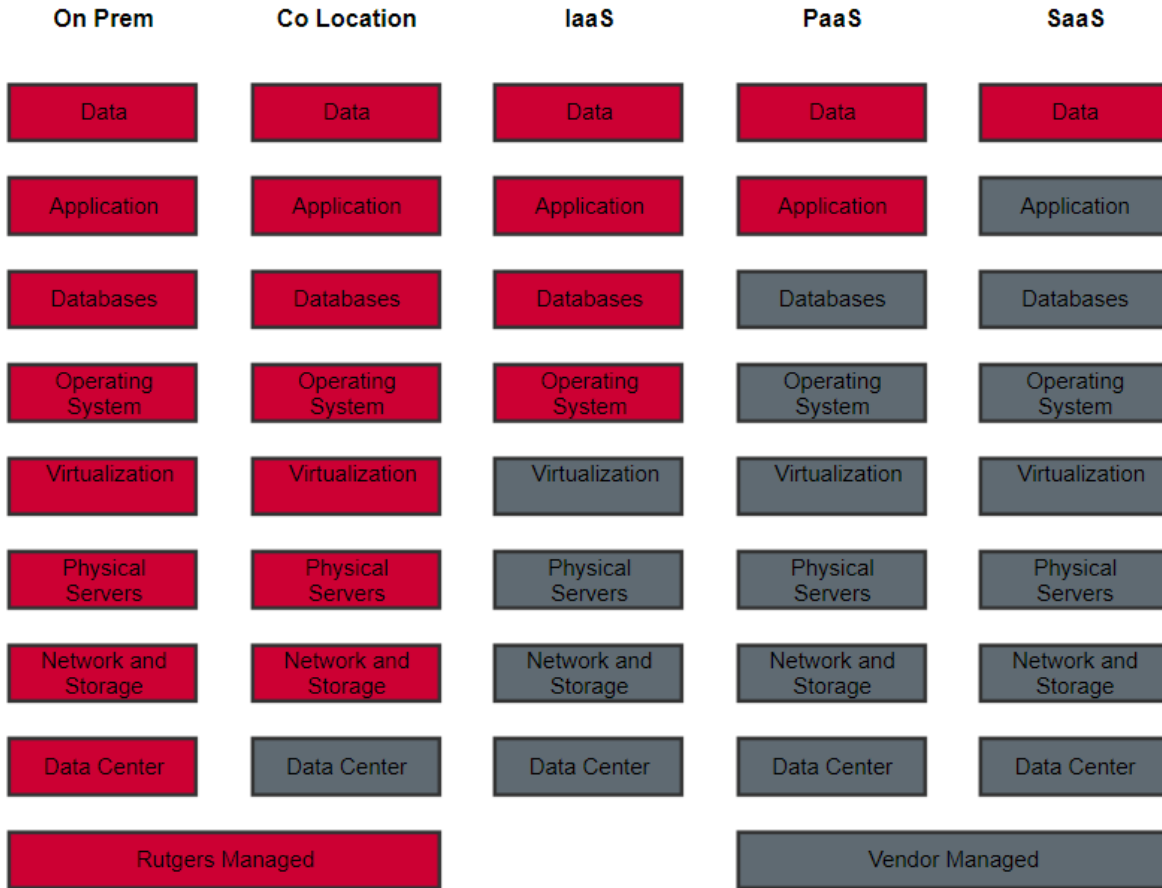 On Prem Co Location IaaS PaaS SaaS
Data Data Data Data Data
Application Application Application Application Application
Databases Databases Databases Databases Databases
Operating Operating Operating Operating Operating
System System System System System
Virtualization Virtualization Virtualization Virtualization Virtualization
Physical Physical Physical Physical Physical
Servers Servers Servers Servers Servers
Network and Network and Network and Network and Network and
Storage Storage Storage Storage Storage
Data Center Data Center Data Center Data Center Data Center
Rutgers Managed Vendor Managed